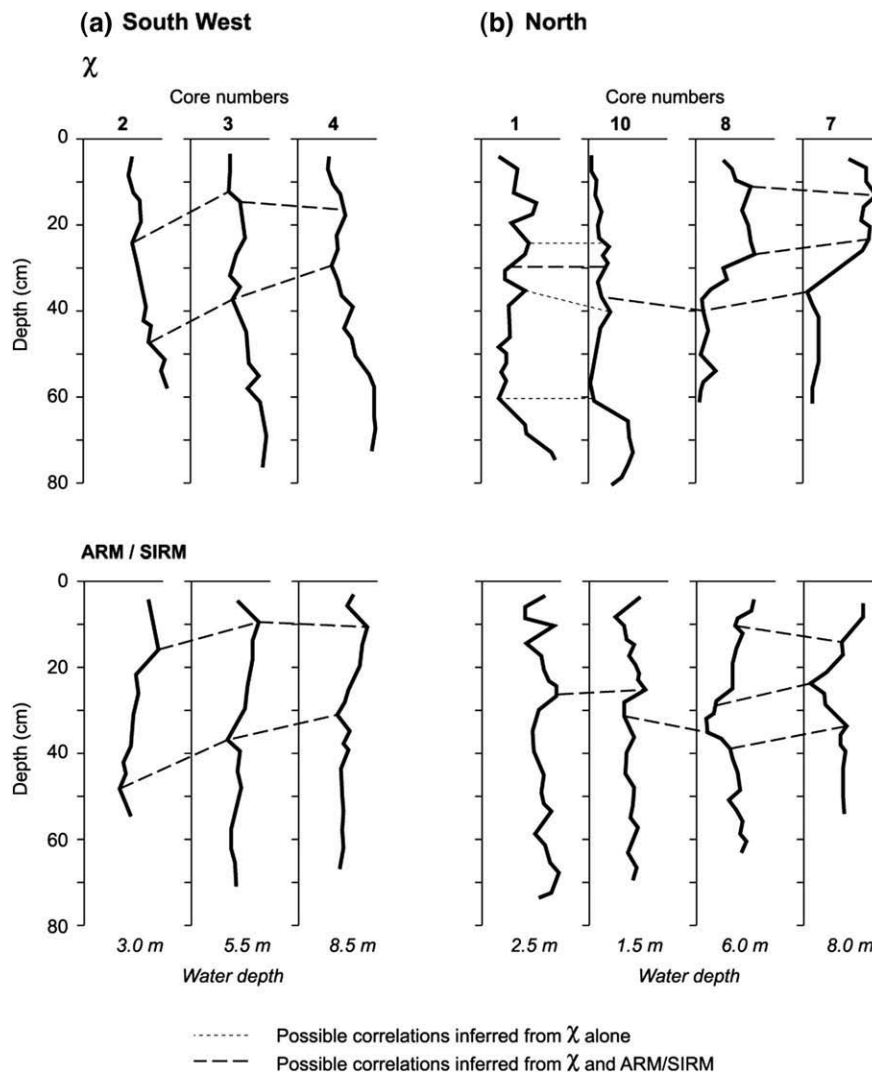 (a) South West (b) North
χ
Core numbers Core numbers
2 3 4 1 10 8 7
0
20
40
60
80
Depth (cm)
ARM / SIRM
0
20
40
60
80
Depth (cm)
3.0 m 5.5 m 8.5 m 2.5 m 1.5 m 6.0 m 8.0 m
Water depth Water depth
Possible correlations inferred from χ alone
Possible correlations inferred from χ and ARM/SIRM